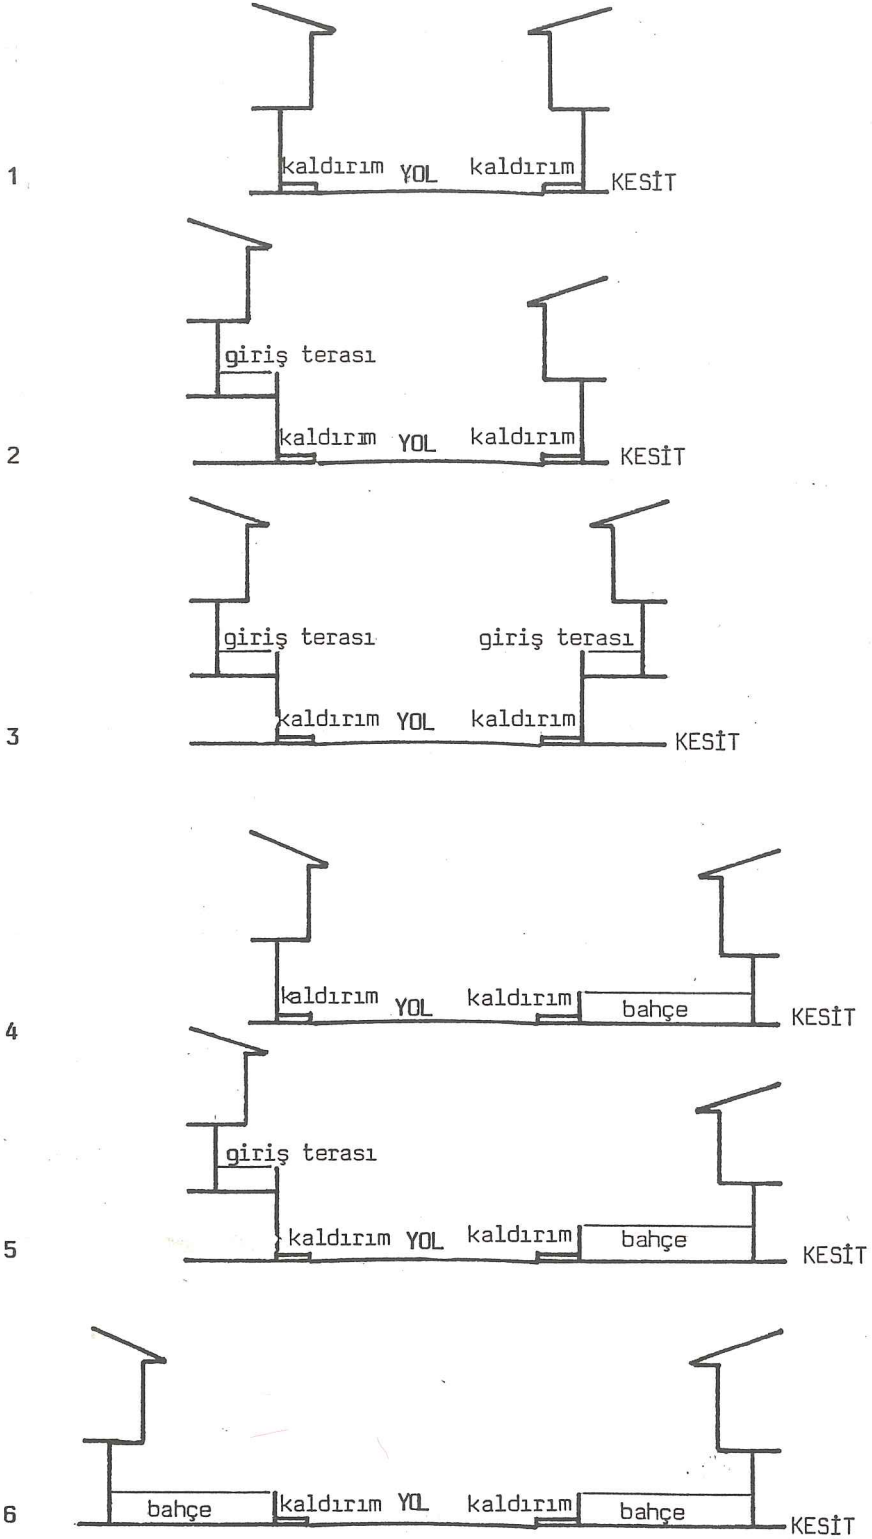 kaldırım YOL kaldırım
1 KESİT
giriş terası
kaldırım YOL kaldırım
2 KESİT
giriş terası giriş terası
kaldırım YOL kaldırım
3 KESİT
kaldırım YOL kaldırım bahçe
4 KESİT
giriş terası
kaldırım YOL kaldırım bahçe
5 KESİT
bahçe kaldırım YOL kaldırım bahçe
6 KESİT